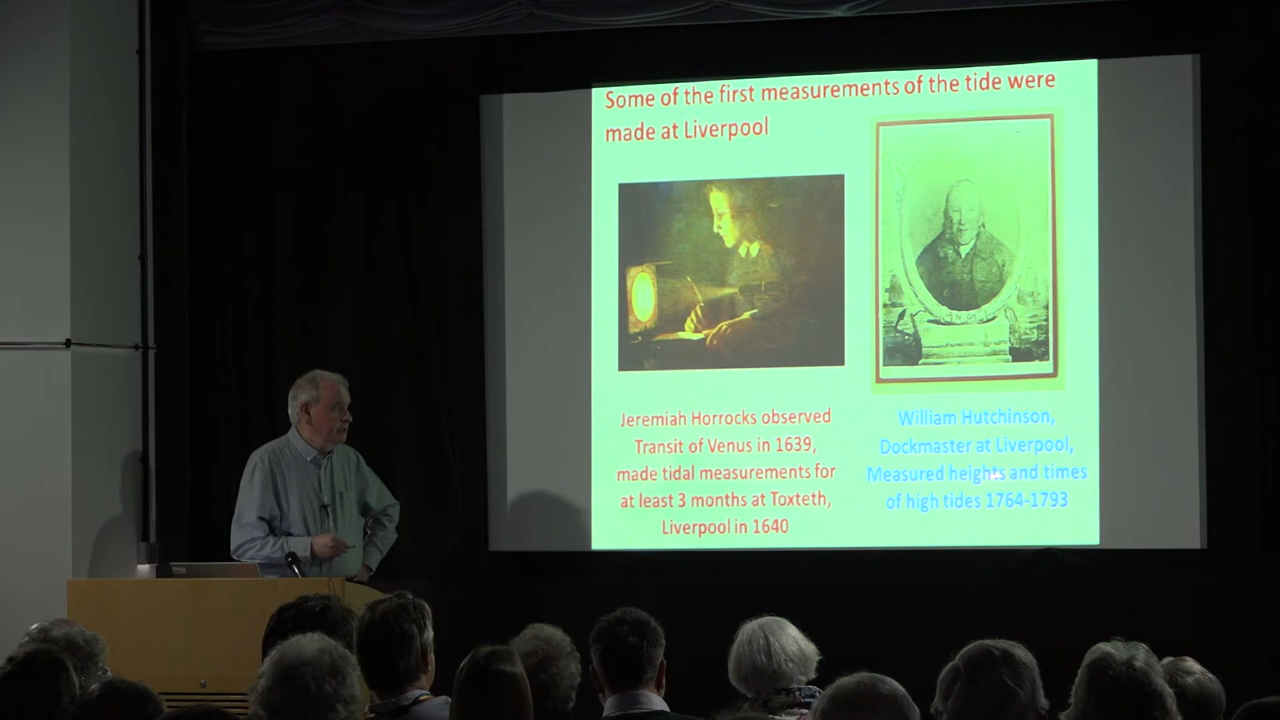 Some of the first measurements of the tide were
made at Liverpool
Jeremiah Horrocks observed
Transit of Venus in 1639,
made tidal measurements for
at least 3 months at Toxteth,
Liverpool in 1640
William Hutchinson,
Dockmaster at Liverpool,
Measured heights and times
of high tides 1764-1793